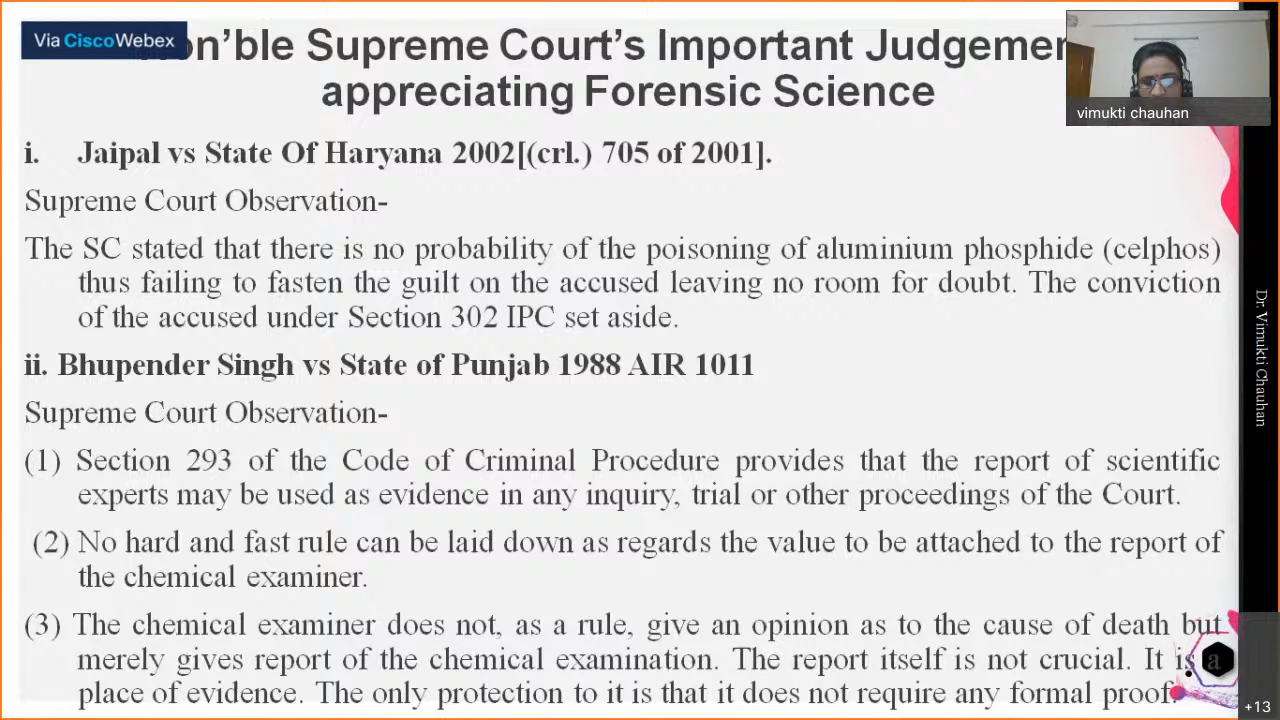 Via CiscoWebex
on’ble Supreme Court’s Important Judgemen
appreciating Forensic Science
vimukti chauhan
i. Jaipal vs State Of Haryana 2002[(crl.) 705 of 2001].
Supreme Court Observation-
The SC stated that there is no probability of the poisoning of aluminium phosphide (celphos)
thus failing to fasten the guilt on the accused leaving no room for doubt. The conviction
of the accused under Section 302 IPC set aside.
ii. Bhupender Singh vs State of Punjab 1988 AIR 1011
Supreme Court Observation-
(1) Section 293 of the Code of Criminal Procedure provides that the report of scientific
experts may be used as evidence in any inquiry, trial or other proceedings of the Court.
(2) No hard and fast rule can be laid down as regards the value to be attached to the report of
the chemical examiner.
(3) The chemical examiner does not, as a rule, give an opinion as to the cause of death but
merely gives report of the chemical examination. The report itself is not crucial. It is a
place of evidence. The only protection to it is that it does not require any formal proof.
Dr. Vimukti Chauhan
+13